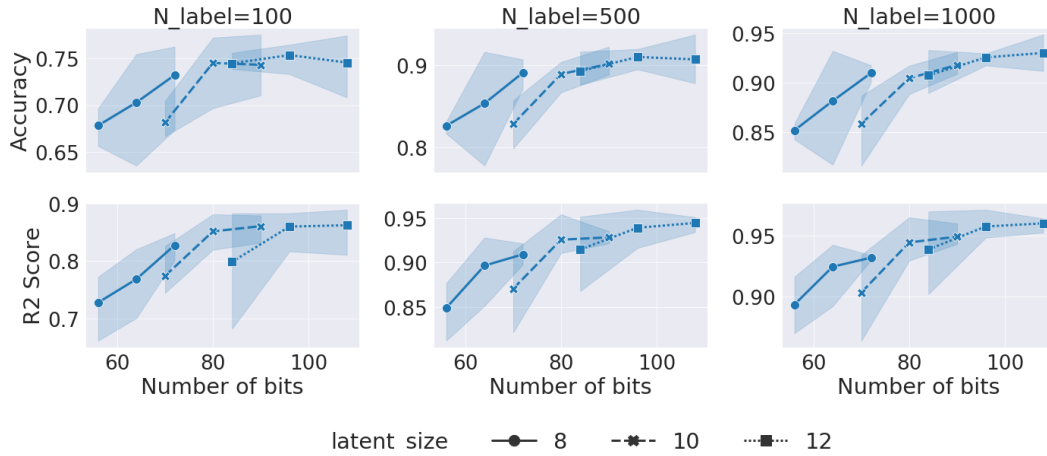 N_label=100 N_label=500 N_label=1000
Accuracy
0.75
0.70
0.65
0.9
0.8
0.95
0.90
0.85
R2 Score
0.9
0.8
0.7
0.95
0.90
0.85
0.95
0.90
60 80 100 60 80 100 60 80 100
Number of bits Number of bits Number of bits
latent size 8 10 12